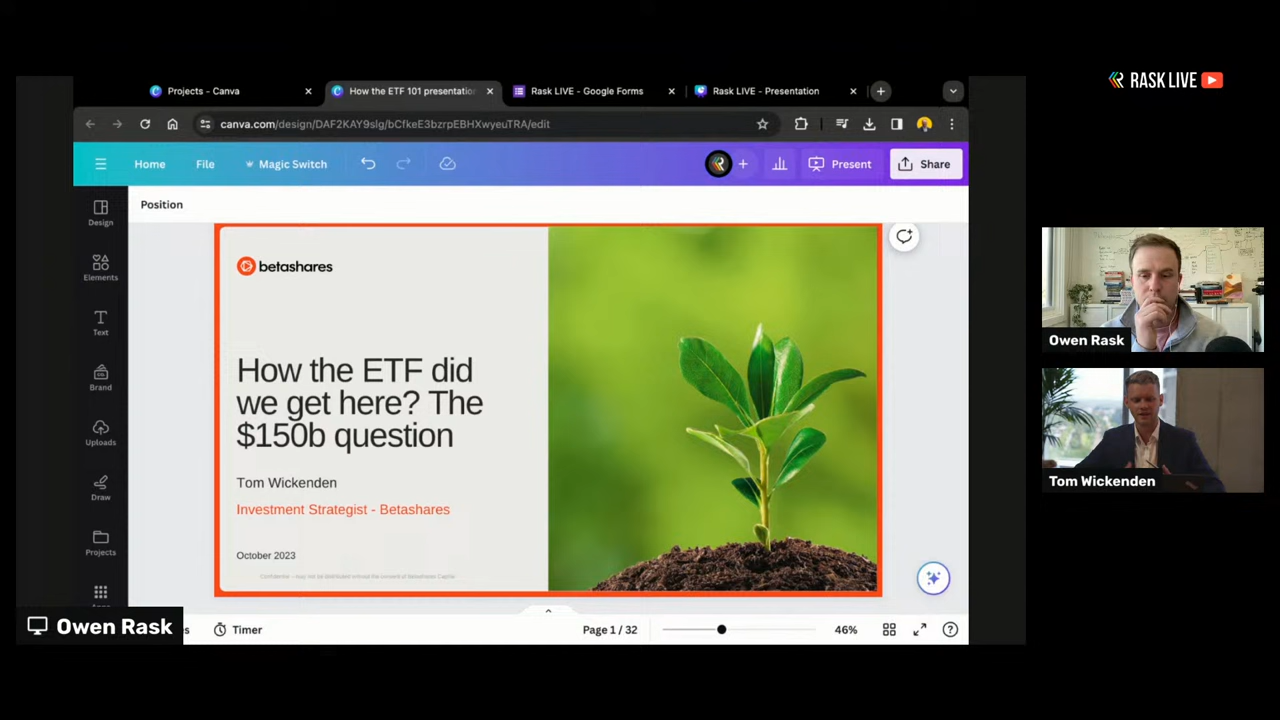 RASK LIVE
Projects - Canva
How the ETF 101 presentatio
Rask LIVE - Google Forms
Rask LIVE - Presentation
canva.com/design/DAF2KAY9slg/bCfkeE3bzrpEBHXwyeuTRA/edit
Home
File
Magic Switch
Present
Share
Position
Design
Elements
Text
Brand
Uploads
Draw
Projects
betashares
How the ETF did
we get here? The
$150b question
Tom Wickenden
Investment Strategist - Betashares
October 2023
Owen Rask
Tom Wickenden
Owen Rask
Timer
Page 1 / 32
46%